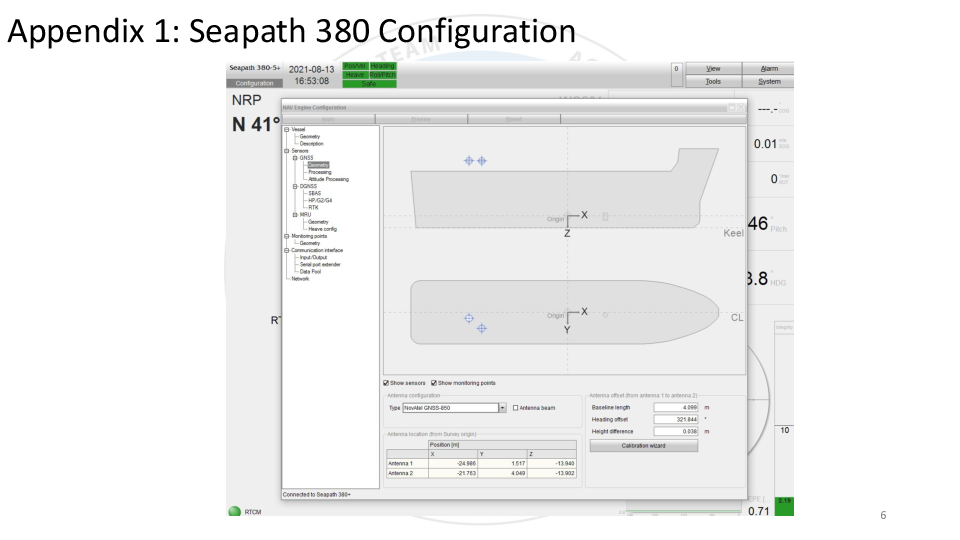 Appendix 1: Seapath 380 Configuration
Seapath 380-5+
2021-08-13
16:53:08
Configuration
Pos/Vel Heading
Heave Roll/Pitch
Safe
0
View
Alarm
Tools
System
NRP
N 41°
NAV Engine Configuration
Vessel
Geometry
Description
Sensors
GNSS
Geometry
Processing
Attitude Processing
DGNSS
SBAS
HP/G2/G4
RTK
MRU
Geometry
Heave config
Monitoring points
Geometry
Communication interface
Input/Output
Serial port extender
Data Pool
Network
Origin
X
Z
Keel
Origin
X
Y
CL
---.-
0.01
0
46
Pitch
3.8
HDG
Integrity
10
Show sensors
Show monitoring points
Antenna configuration
Type NovAtel GNSS-850
Antenna beam
Antenna offset (from antenna 1 to antenna 2)
Baseline length 4.099 m
Heading offset 321.844 °
Height difference 0.038 m
Calibration wizard
Antenna location (from Survey origin)
Position [m]
X Y Z
Antenna 1 -24.986 1.517 -13.940
Antenna 2 -21.763 4.049 -13.902
Connected to Seapath 380+
RTCM
0.71
6